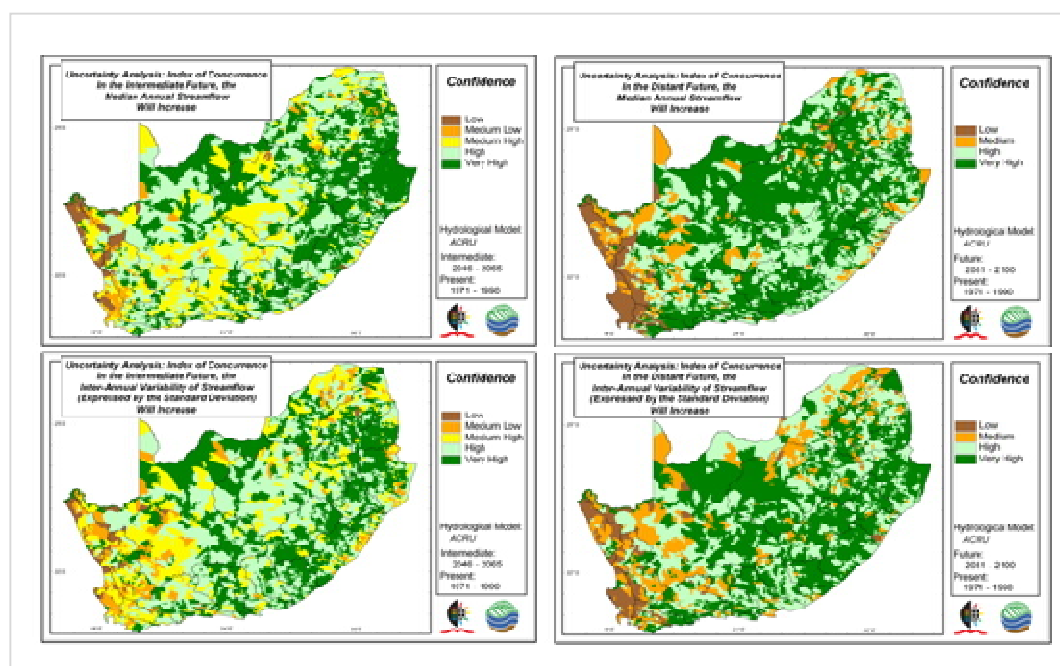 Uncertainty Analysis: Index of Concurrence
In the Intermediate Future, the
Median Annual Streamflow
Will Increase
Confidence
Low
Medium Low
Medium High
High
Very High
Hydrological Model:
ACRU
Intermediate:
2046 - 2065
Present:
1971 - 1990
Uncertainty Analysis: Index of Concurrence
In the Distant Future, the
Median Annual Streamflow
Will Increase
Confidence
Low
Medium
High
Very High
Hydrological Model:
ACRU
Future:
2081 - 2100
Present:
1971 - 1990
Uncertainty Analysis: Index of Concurrence
In the Intermediate Future, the
Inter-Annual Variability of Streamflow
(Expressed by the Standard Deviation)
Will Increase
Confidence
Low
Medium Low
Medium High
High
Very High
Hydrological Model:
ACRU
Intermediate:
2046 - 2065
Present:
1971 - 1990
Uncertainty Analysis: Index of Concurrence
In the Distant Future, the
Inter-Annual Variability of Streamflow
(Expressed by the Standard Deviation)
Will Increase
Confidence
Low
Medium
High
Very High
Hydrological Model:
ACRU
Future:
2081 - 2100
Present:
1971 - 1990